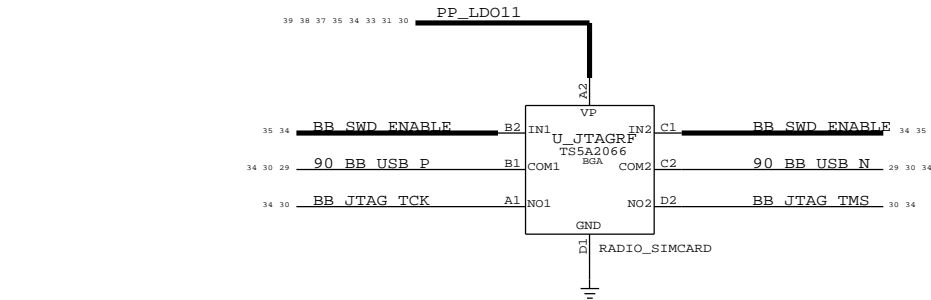 39 38 37 35 34 33 31 30 PP_LDO11
A2
VP
35 34 BB_SWD_ENABLE B2 IN1 IN2 C1 BB_SWD_ENABLE 34 35
U_JTAGRF
TS5A2066
BGA
34 30 29 90_BB_USB_P B1 COM1 COM2 C2 90_BB_USB_N 29 30 34
34 30 BB_JTAG_TCK A1 NO1 NO2 D2 BB_JTAG_TMS 30 34
GND
D1 RADIO_SIMCARD